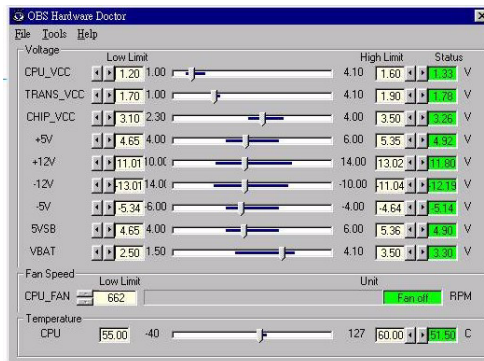 OBS Hardware Doctor
File Tools Help
Voltage
Low Limit High Limit Status
CPU_VCC 1.20 1.00 4.10 1.60 1.33 V
TRANS_VCC 1.70 1.00 4.10 1.90 1.78 V
CHIP_VCC 3.10 2.30 4.00 3.50 3.26 V
+5V 4.65 4.00 6.00 5.35 4.92 V
+12V 11.01 10.00 14.00 13.02 11.80 V
-12V -13.01 14.00 -10.00 -11.04 -12.19 V
-5V -5.34 -6.00 -4.00 -4.64 -5.14 V
5VSB 4.65 4.00 6.00 5.36 4.90 V
VBAT 2.50 1.50 4.10 3.50 3.30 V
Fan Speed
Low Limit Unit
CPU_FAN 662 Fan off RPM
Temperature
CPU 55.00 -40 127 60.00 51.50 C